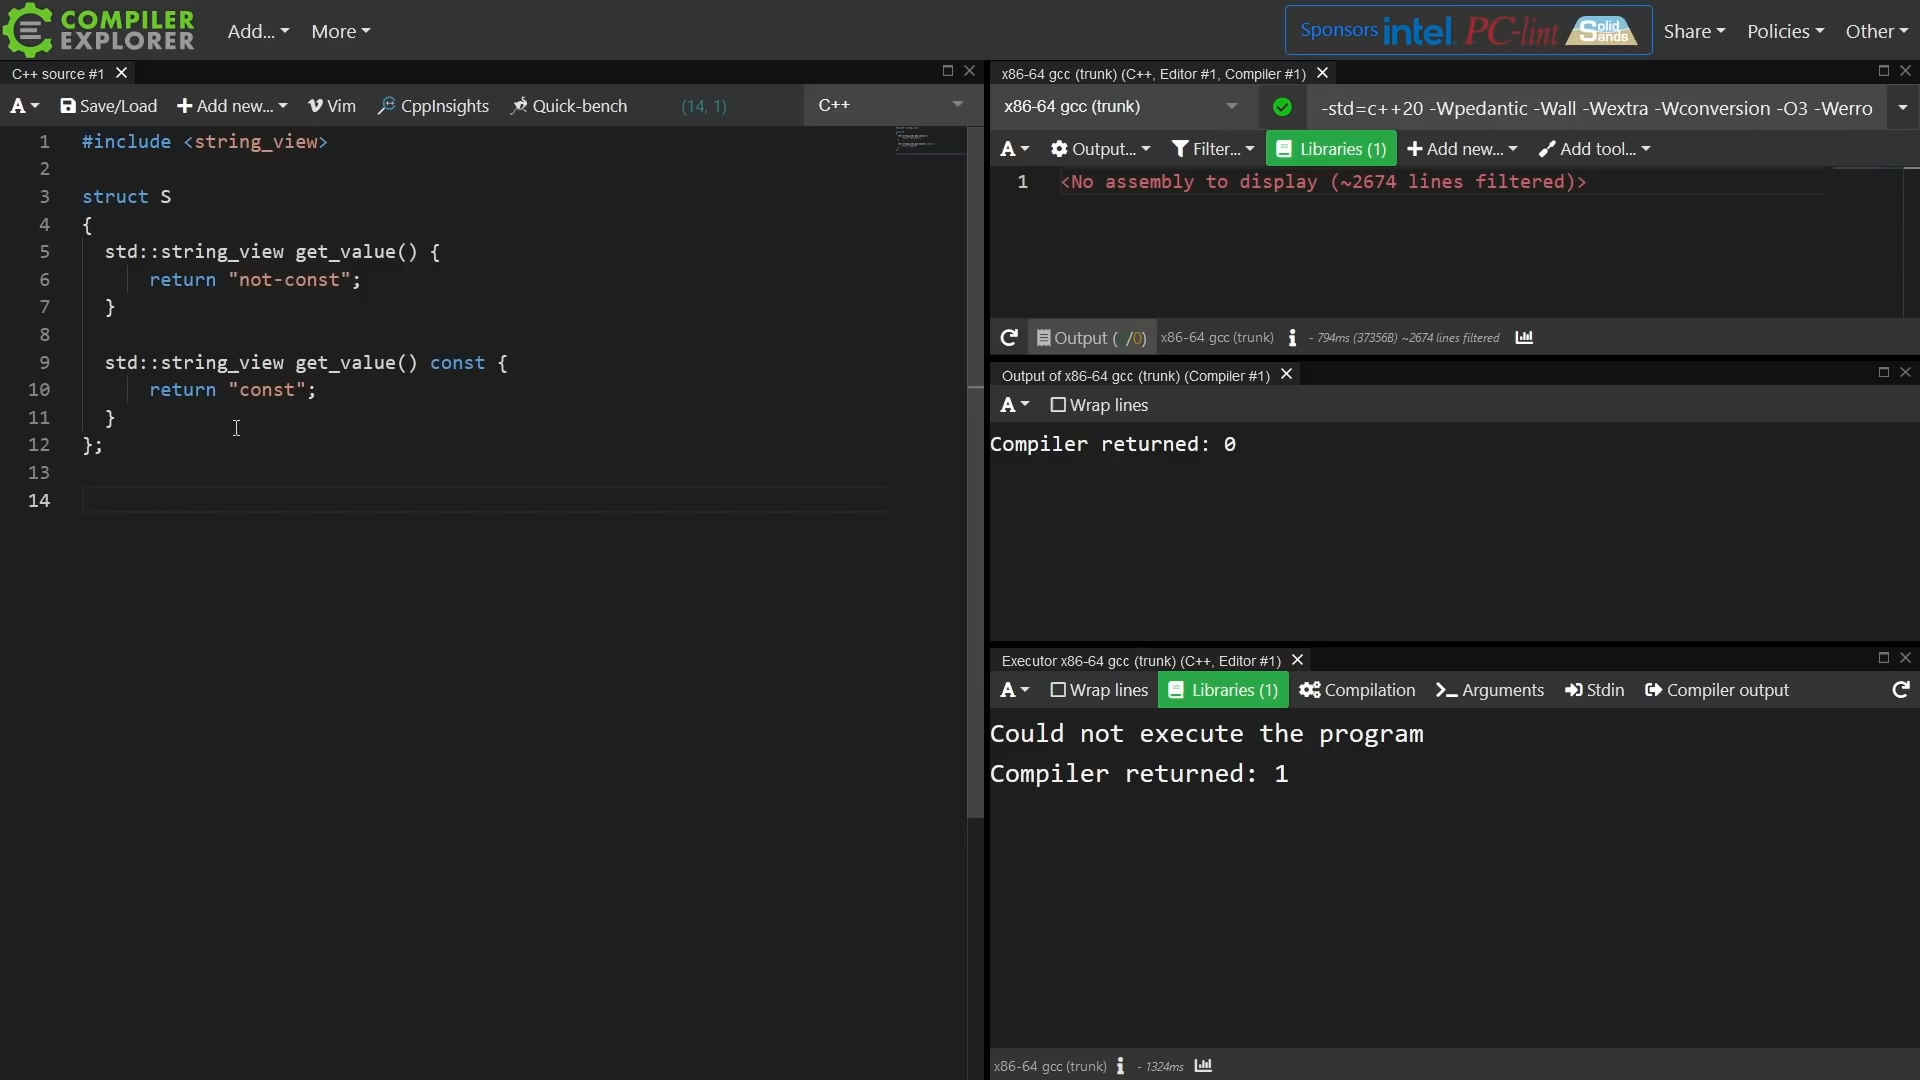 COMPILER
EXPLORER
Add...
More
Sponsors intel. PC-lint Solid Sands
Share
Policies
Other
C++ source #1
A
Save/Load
Add new...
Vim
CppInsights
Quick-bench
(14, 1)
C++
1 #include <string_view>
2
3 struct S
4 {
5 std::string_view get_value() {
6 return "not-const";
7 }
8
9 std::string_view get_value() const {
10 return "const";
11 }
12 };
13
14
x86-64 gcc (trunk) (C++, Editor #1, Compiler #1)
x86-64 gcc (trunk)
-std=c++20 -Wpedantic -Wall -Wextra -Wconversion -O3 -Werro
A
Output...
Filter...
Libraries (1)
Add new...
Add tool...
1 <No assembly to display (~2674 lines filtered)>
Output ( /0)
x86-64 gcc (trunk)
- 794ms (37356B) ~2674 lines filtered
Output of x86-64 gcc (trunk) (Compiler #1)
A
Wrap lines
Compiler returned: 0
Executor x86-64 gcc (trunk) (C++, Editor #1)
A
Wrap lines
Libraries (1)
Compilation
Arguments
Stdin
Compiler output
Could not execute the program
Compiler returned: 1
x86-64 gcc (trunk)
- 1324ms